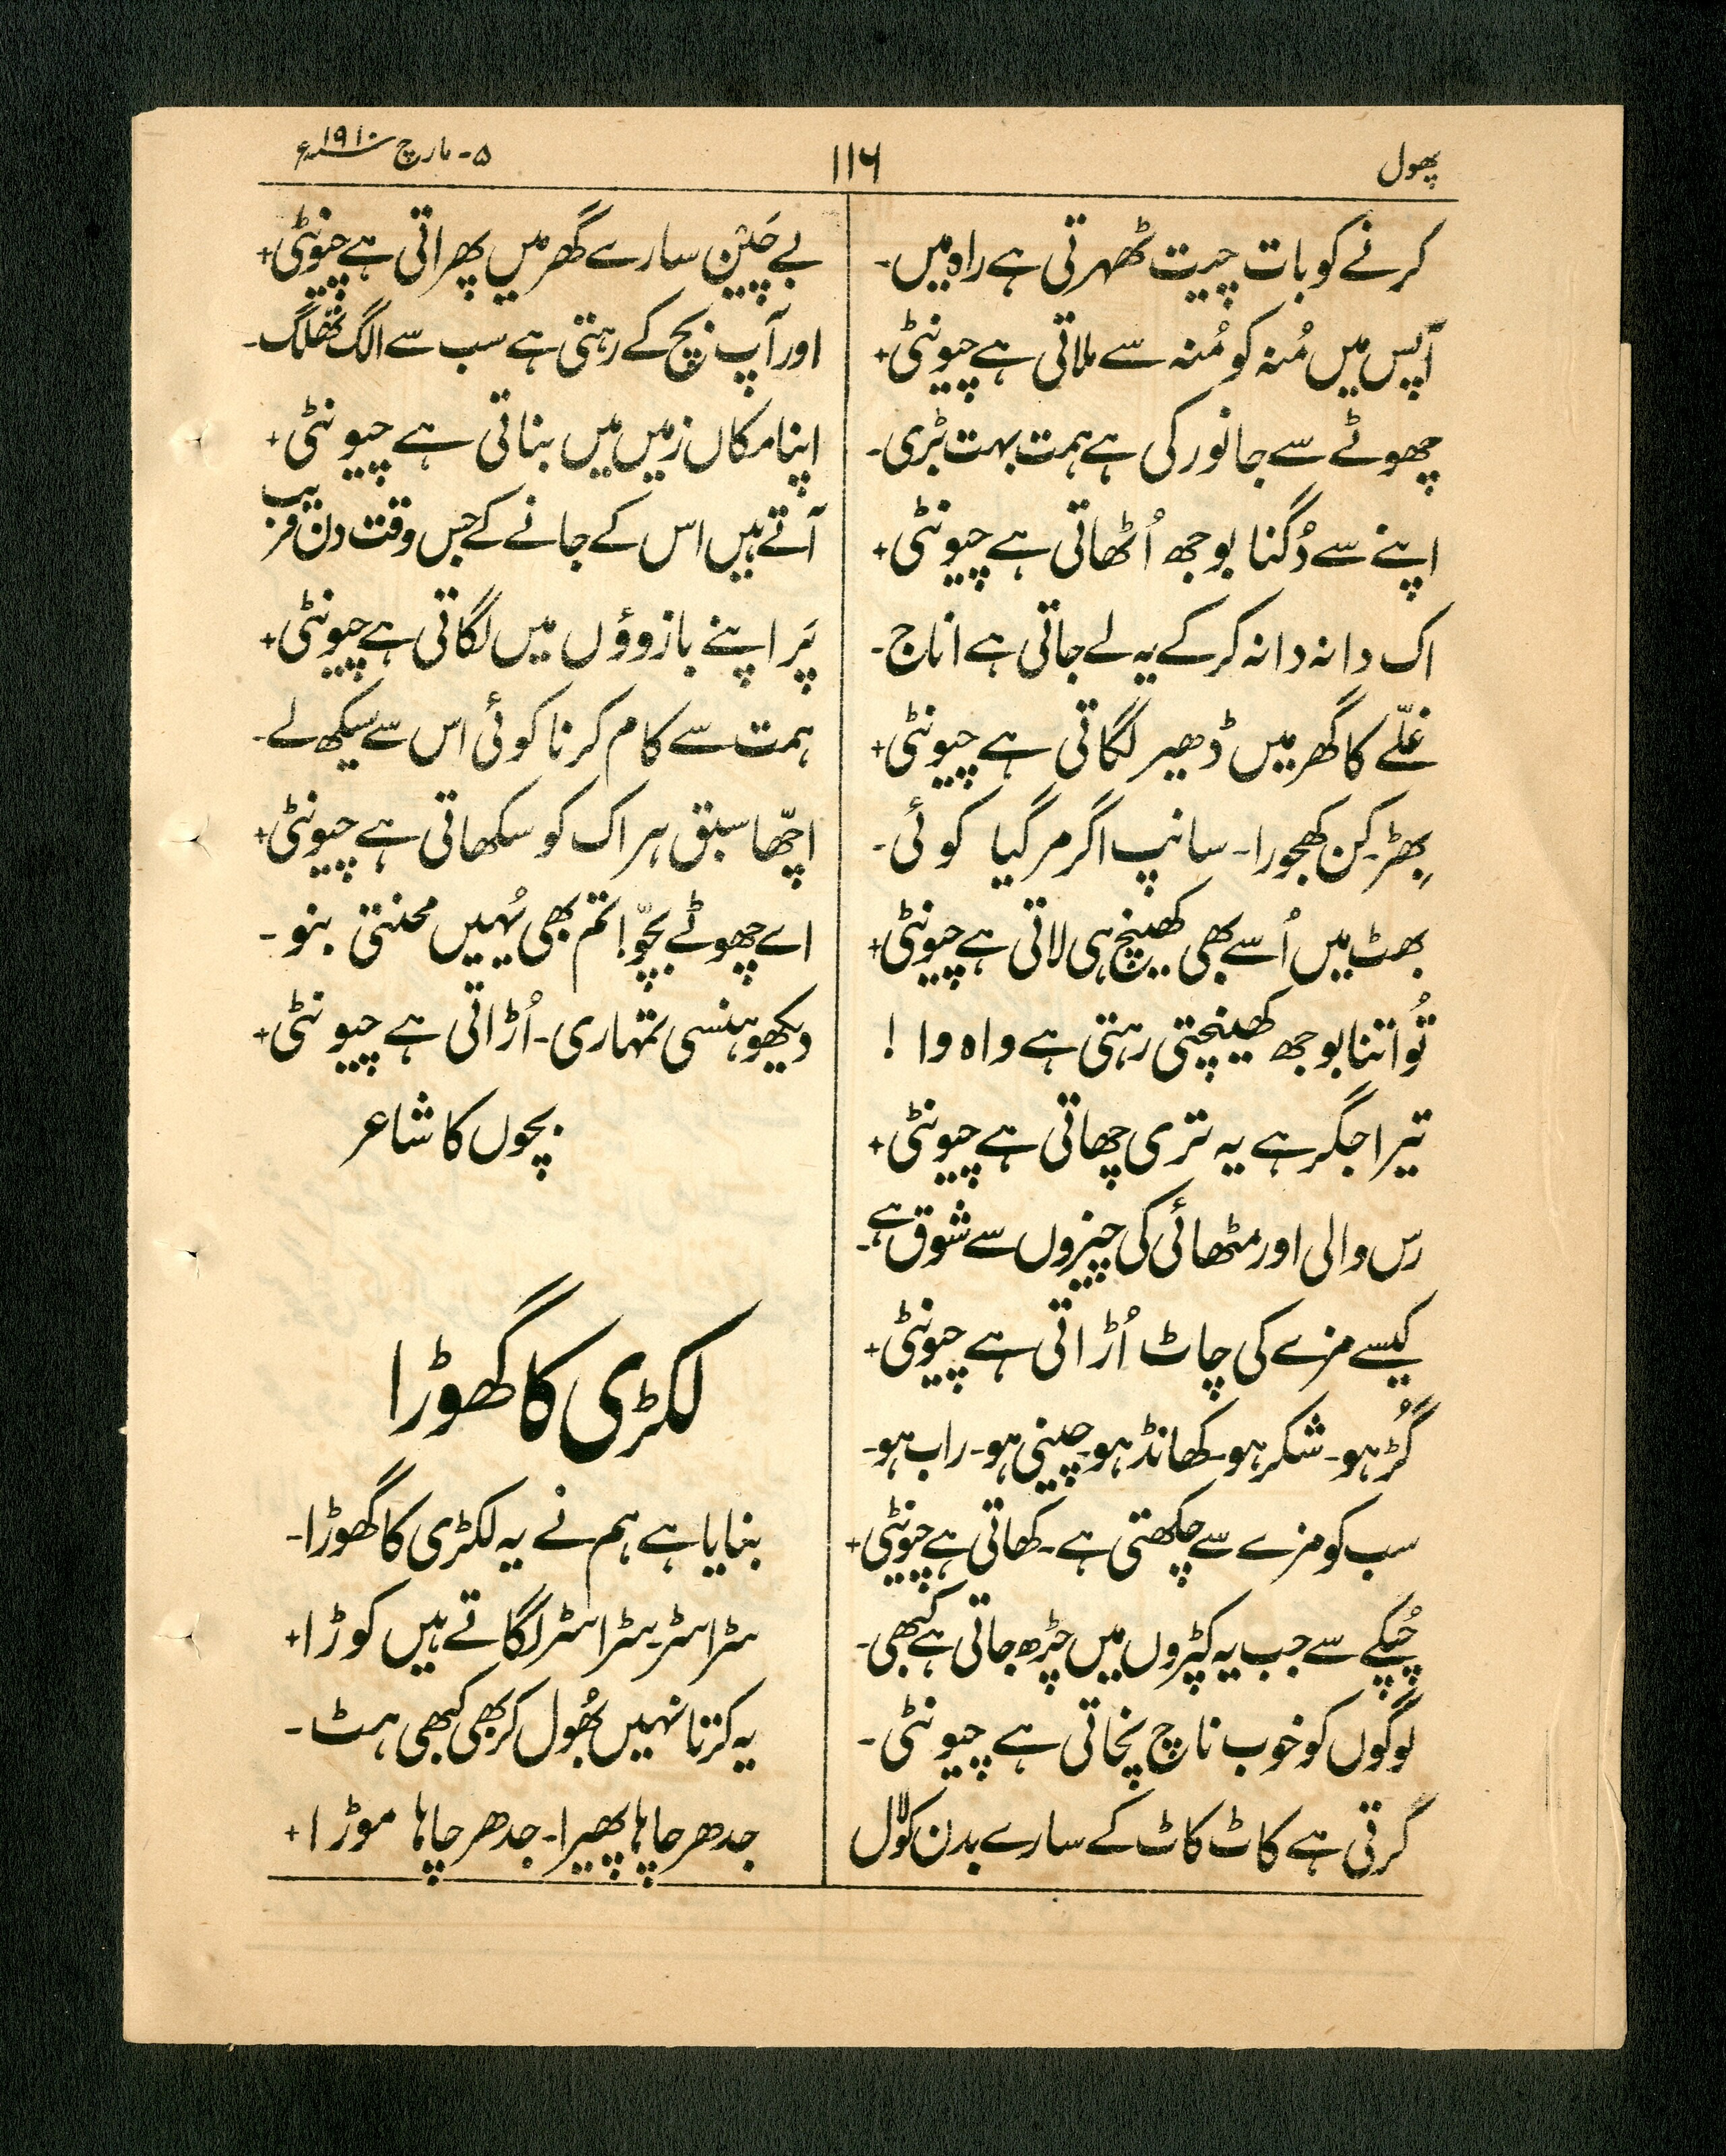 پھول
۱۱۶
۵۔ مارچ سنہ ۱۹۱۰ء
کرنے کو بات چیت ٹھہرتی ہے راہ میں۔
آپس میں مُنہ کو مُنہ سے ملاتی ہے چیونٹی+
چھوٹے سے جانور کی ہے ہمت بہت بڑی۔
اپنے سے دُگنا بوجھ اُٹھاتی ہے چیونٹی+
اک دانہ دانہ کر کے یہ لے جاتی ہے اناج۔
غلّے کا گھر میں ڈھیر لگاتی ہے چیونٹی+
بِھڑ۔ کن کھجورا۔ سانپ اگر مر گیا کوئی۔
بھٹ میں اُسے بھی کھینچ ہی لاتی ہے چیونٹی+
تُو اتنا بوجھ کھینچتی رہتی ہے واہ وا !
تیرا جگر ہے یہ تری چھاتی ہے چیونٹی+
رس والی اور مٹھائی کی چیزوں سے شوق ہے۔
کیسے مزے کی چاٹ اُڑاتی ہے چیونٹی+
گُڑ ہو۔ شکر ہو۔ کھانڈ ہو۔ چینی ہو۔ راب ہو۔
سب کو مزے سے چکھتی ہے۔ کھاتی ہے چیونٹی+
چُپکے سے جب یہ کپڑوں میں چڑھ جاتی ہے کبھی۔
لوگوں کو خوب ناچ نچاتی ہے چیونٹی۔
کرتی ہے کاٹ کاٹ کے سارے بدن کو لال
بے چَین سارے گھر میں پھراتی ہے چیونٹی+
اور آپ بچ کے رہتی ہے سب سے الگ تھلگ۔
اپنا مکاں زمیں میں بناتی ہے چیونٹی+
آتے ہیں اس کے جانے کے جس وقت دن قریب
پَر اپنے بازوؤں میں لگاتی ہے چیونٹی+
ہمت سے کام کرنا کوئی اس سے سیکھ لے۔
اچّھا سبق ہر اک کو سکھاتی ہے چیونٹی+
اے چھوٹے بچّو! تم بھی یُہیں محنتی بنو۔
دیکھو ہنسی تمہاری۔ اُڑاتی ہے چیونٹی+
بچوں کا شاعر
لکڑی کا گھوڑا
بنایا ہے ہم نے یہ لکڑی کا گھوڑا۔
سڑاسڑ۔ سڑاسڑ لگاتے ہیں کوڑا+
یہ کرتا نہیں بُھول کر بھی کبھی ہٹ۔
جدھر چاہا پھیرا۔ جدھر چاہا موڑا+